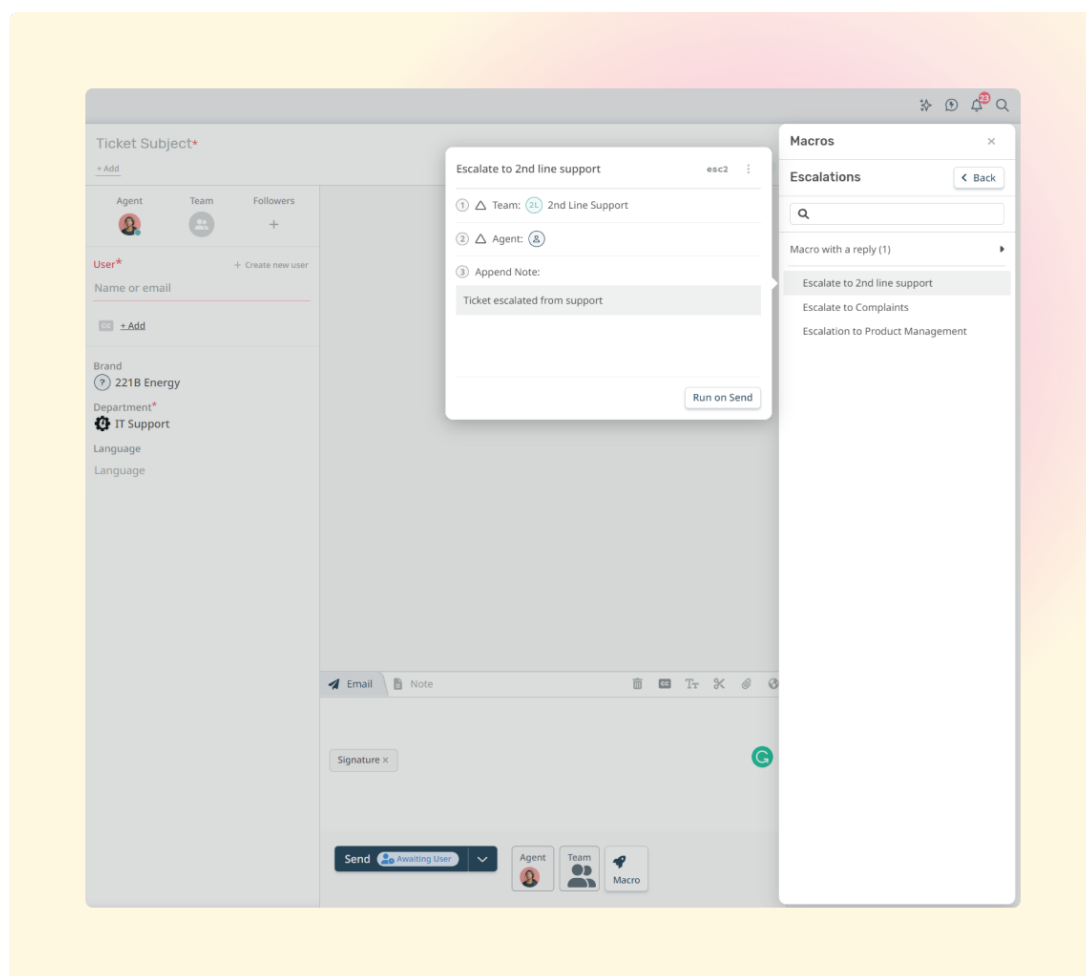 23
Ticket Subject*
+ Add
Agent Team Followers
User* + Create new user
Name or email
CC + Add
Brand
? 221B Energy
Department*
IT Support
Language
Language
Escalate to 2nd line support esc2
1 Team: 2L 2nd Line Support
2 Agent:
3 Append Note:
Ticket escalated from support
Run on Send
Macros ×
Escalations
< Back
Macro with a reply (1)
Escalate to 2nd line support
Escalate to Complaints
Escalation to Product Management
Email Note CC TT
Signature ×
G
Send Awaiting User
Agent Team
Macro